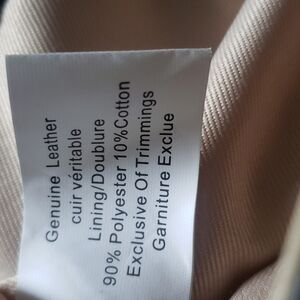 Genuine Leather
cuir véritable
Lining/Doublure
90% Polyester 10%Cotton
Exclusive Of Trimmings
Garniture Exclue